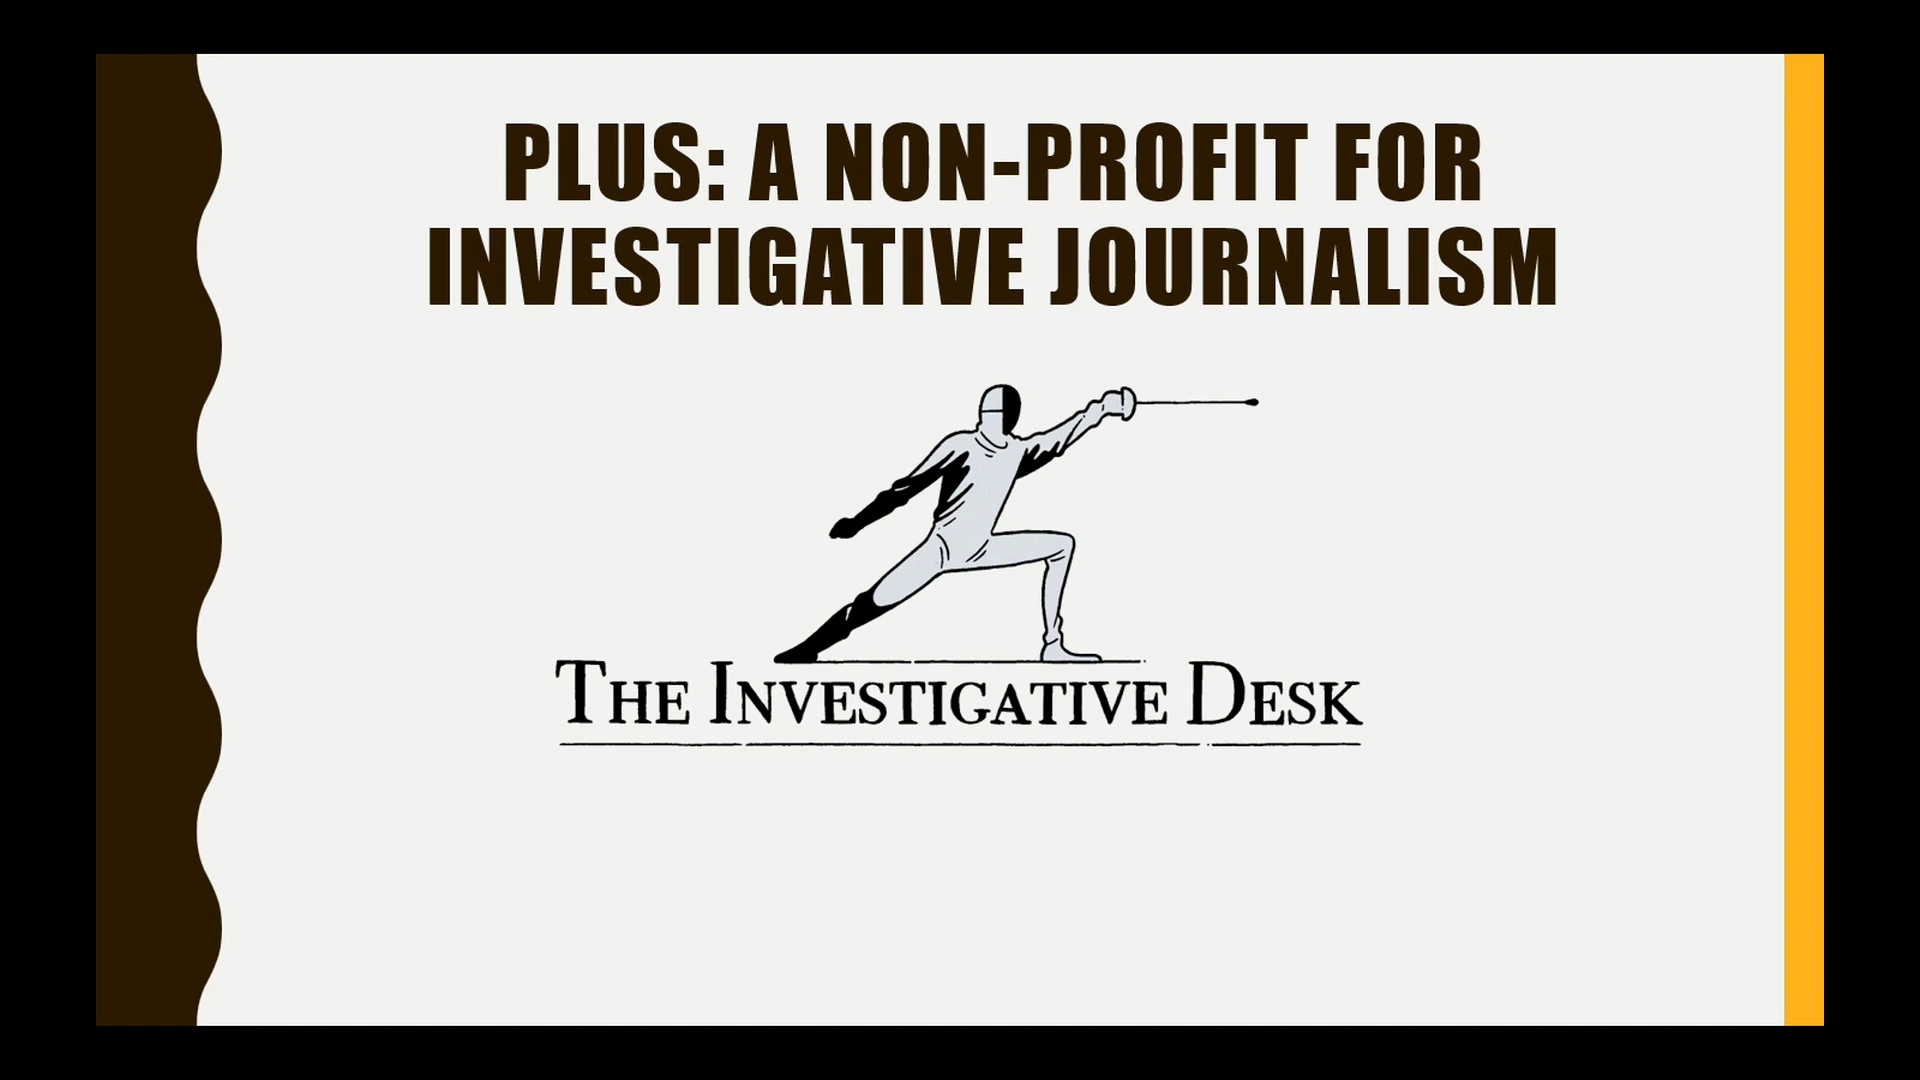 PLUS: A NON-PROFIT FOR
INVESTIGATIVE JOURNALISM
THE INVESTIGATIVE DESK